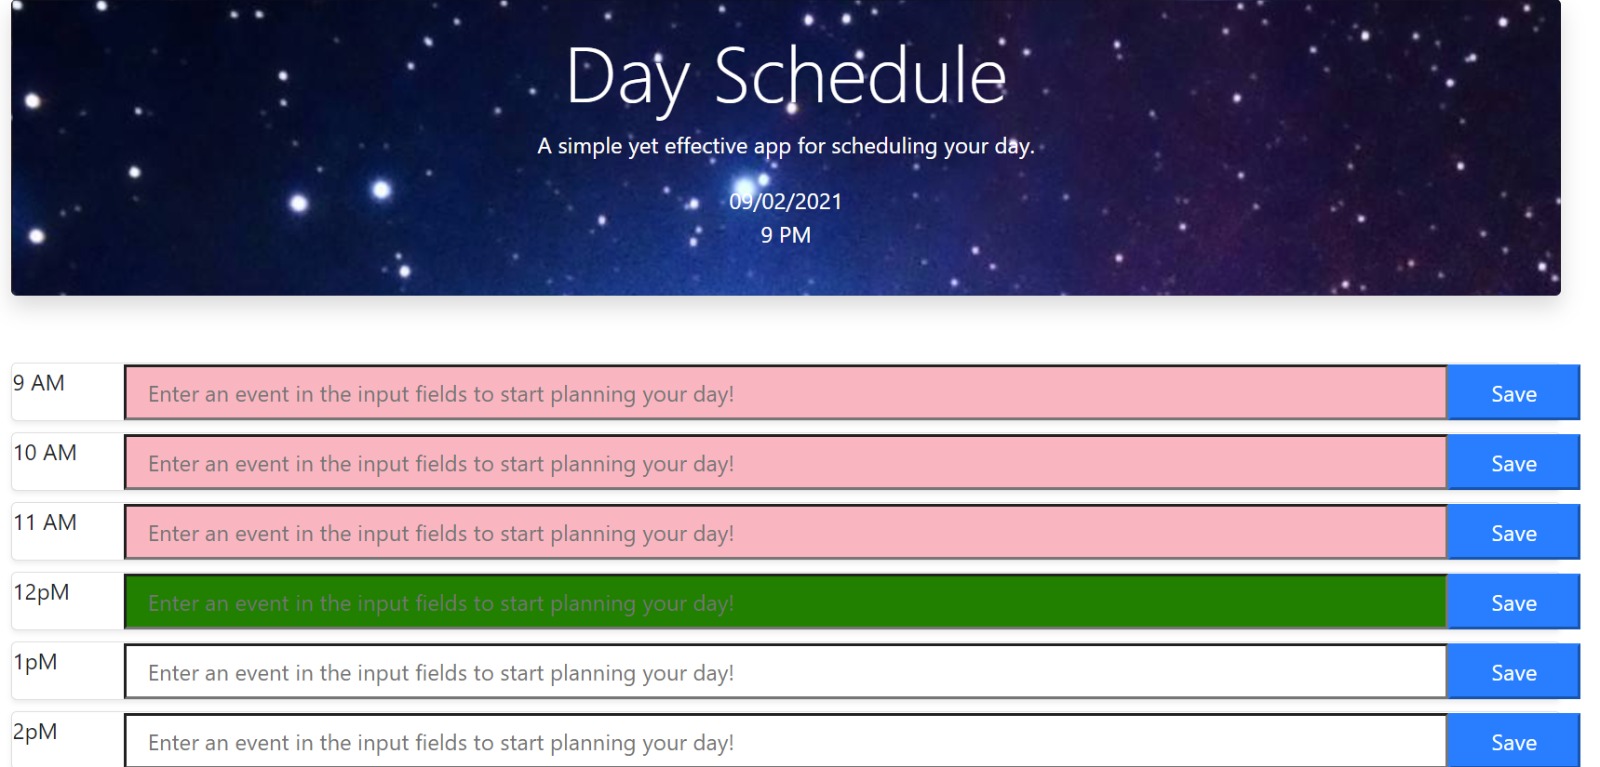 Day Schedule
A simple yet effective app for scheduling your day.
09/02/2021
9 PM
9 AM Enter an event in the input fields to start planning your day! Save
10 AM Enter an event in the input fields to start planning your day! Save
11 AM Enter an event in the input fields to start planning your day! Save
12pM Enter an event in the input fields to start planning your day! Save
1pM Enter an event in the input fields to start planning your day! Save
2pM Enter an event in the input fields to start planning your day! Save